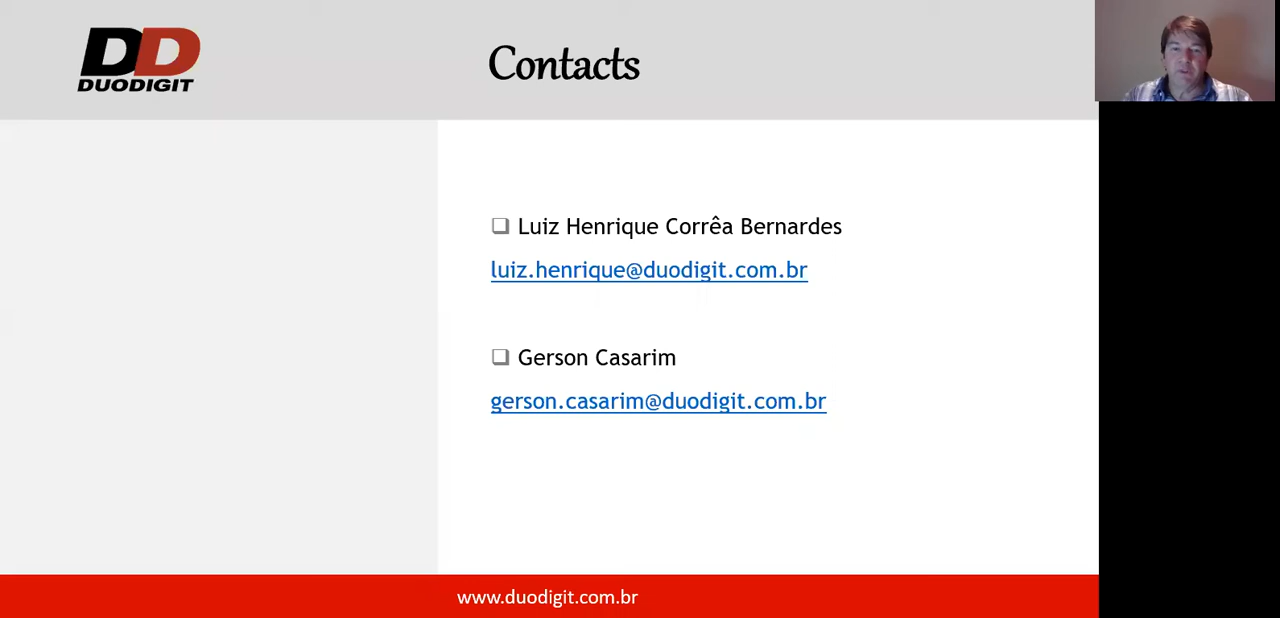 DD
DUODIGIT
Contacts
Luiz Henrique Corrêa Bernardes
luiz.henrique@duodigit.com.br
Gerson Casarim
gerson.casarim@duodigit.com.br
www.duodigit.com.br